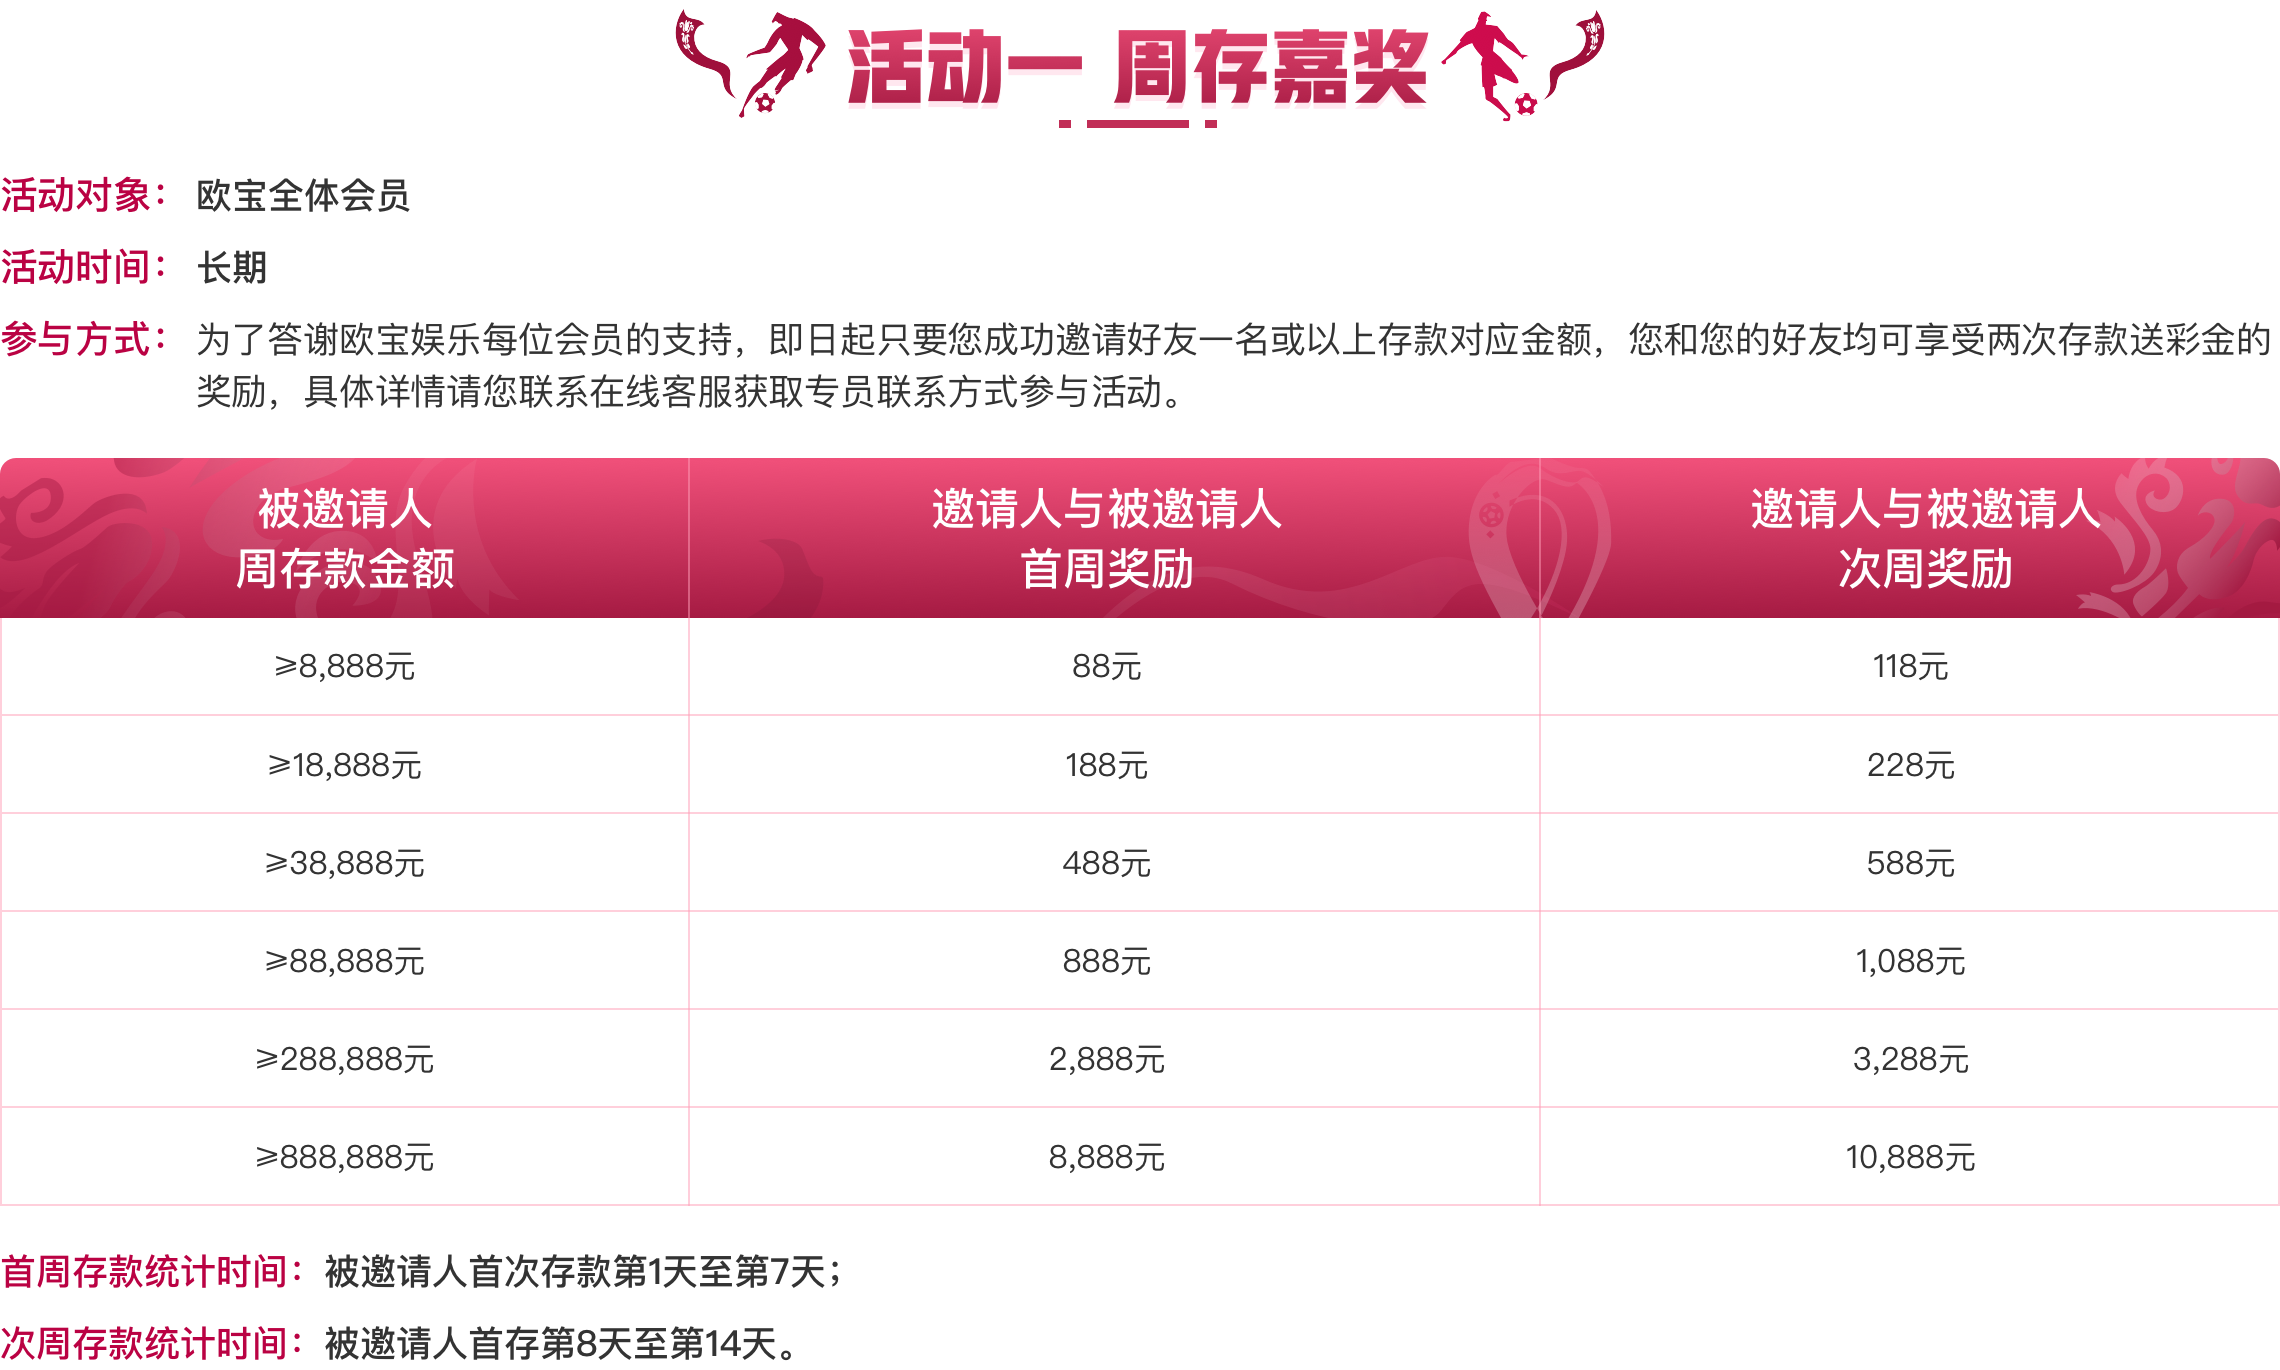 活动一 周存嘉奖
活动对象： 欧宝全体会员
活动时间： 长期
参与方式： 为了答谢欧宝娱乐每位会员的支持，即日起只要您成功邀请好友一名或以上存款对应金额，您和您的好友均可享受两次存款送彩金的
奖励，具体详情请您联系在线客服获取专员联系方式参与活动。
被邀请人
周存款金额
邀请人与被邀请人
首周奖励
邀请人与被邀请人
次周奖励
⩾8,888元 88元 118元
⩾18,888元 188元 228元
⩾38,888元 488元 588元
⩾88,888元 888元 1,088元
⩾288,888元 2,888元 3,288元
⩾888,888元 8,888元 10,888元
首周存款统计时间：被邀请人首次存款第1天至第7天；
次周存款统计时间：被邀请人首存第8天至第14天。